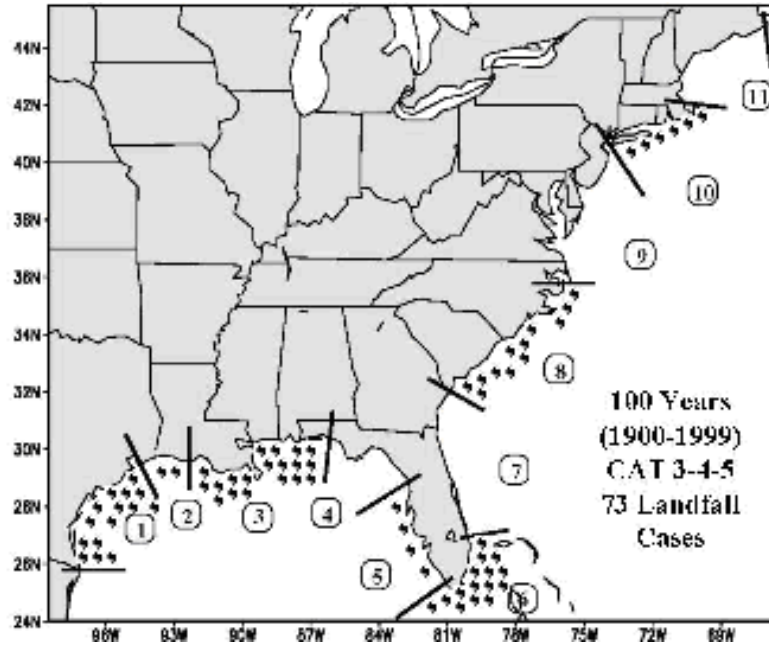 44N
42N
40N
38N
36N
34N
32N
30N
28N
26N
24N
11
10
9
8
7
1
2
3
4
5
6
100 Years
(1900-1999)
CAT 3-4-5
73 Landfall
Cases
96W 93W 90W 87W 84W 81W 78W 75W 72W 69W